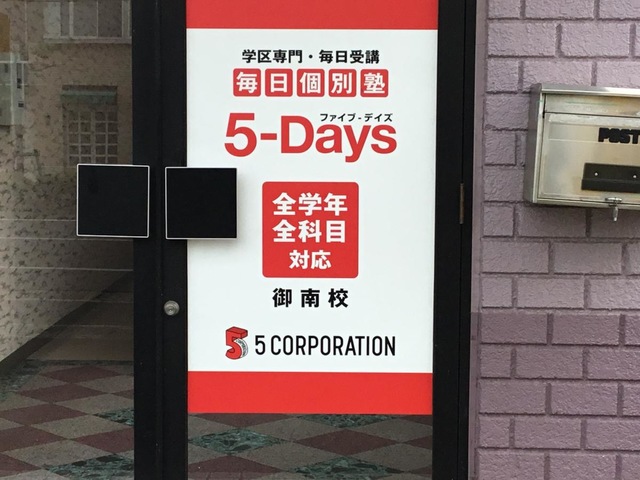 学区専門・毎日受講
毎日個別塾
ファイブ-デイズ
5-Days
全学年
全科目
対応
御南校
5 CORPORATION
POST